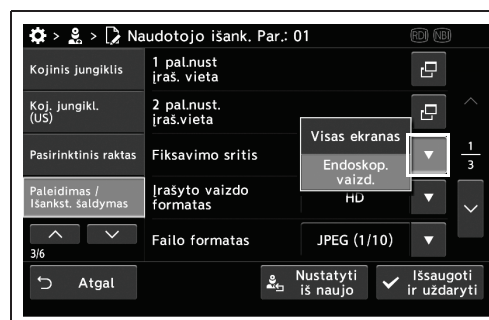 > > Naudotojo išank. Par.: 01 RDI NBI
Kojinis jungiklis
Koj. jungikl.
(US)
Pasirinktinis raktas
Paleidimas /
Išankst. šaldymas
3/6
1 pal.nust
įraš. vieta
2 pal.nust.
įraš.vieta
Fiksavimo sritis
Visas ekranas
Endoskop.
vaizd.
Įrašyto vaizdo
formatas
HD
Failo formatas
JPEG (1/10)
1
3
Atgal
Nustatyti
iš naujo
Išsaugoti
ir uždaryti